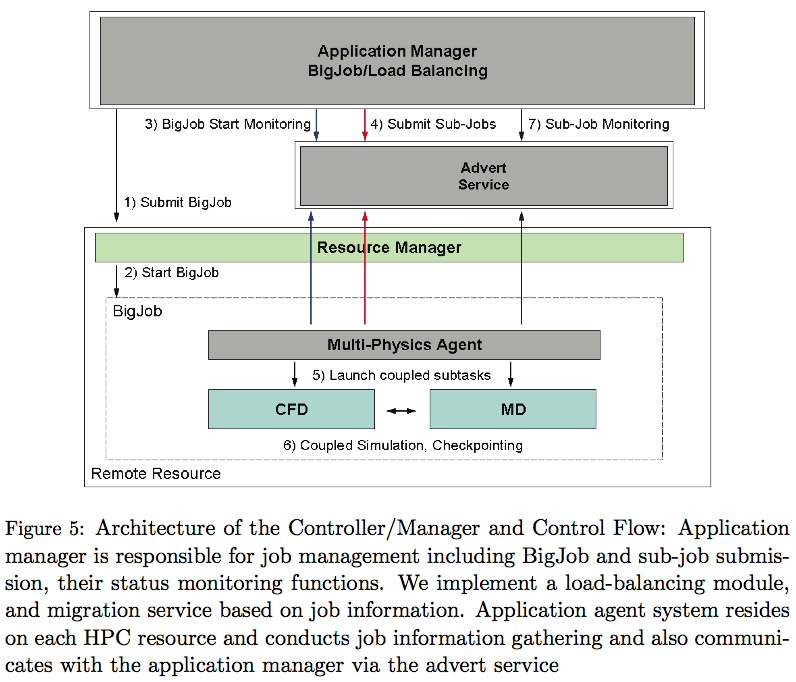 Application Manager
BigJob/Load Balancing
3) BigJob Start Monitoring
4) Submit Sub-Jobs
7) Sub-Job Monitoring
Advert
Service
1) Submit BigJob
Resource Manager
2) Start BigJob
BigJob
Multi-Physics Agent
5) Launch coupled subtasks
CFD
MD
6) Coupled Simulation, Checkpointing
Remote Resource
Figure 5: Architecture of the Controller/Manager and Control Flow: Application
manager is responsible for job management including BigJob and sub-job submis-
sion, their status monitoring functions. We implement a load-balancing module,
and migration service based on job information. Application agent system resides
on each HPC resource and conducts job information gathering and also communi-
cates with the application manager via the advert service